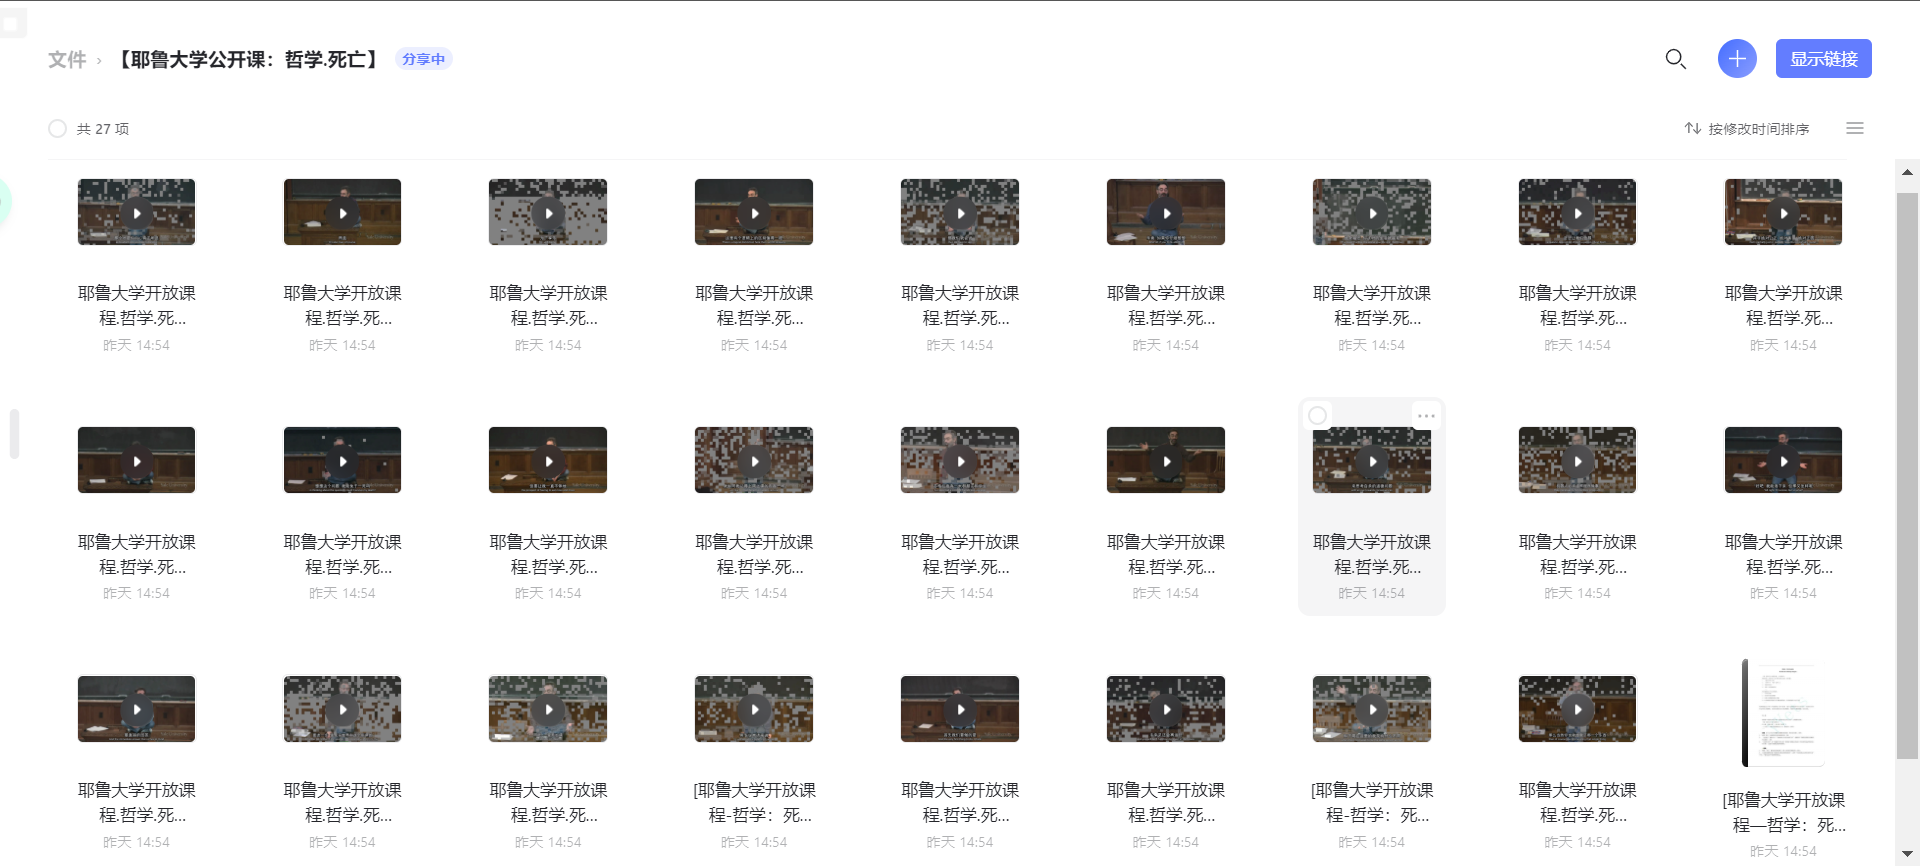 文件 › 【耶鲁大学公开课：哲学.死亡】 分享中
显示链接
共 27 项
按修改时间排序
耶鲁大学开放课 耶鲁大学开放课 耶鲁大学开放课 耶鲁大学开放课 耶鲁大学开放课 耶鲁大学开放课 耶鲁大学开放课 耶鲁大学开放课 耶鲁大学开放课
程.哲学.死... 程.哲学.死... 程.哲学.死... 程.哲学.死... 程.哲学.死... 程.哲学.死... 程.哲学.死... 程.哲学.死... 程.哲学.死...
昨天 14:54 昨天 14:54 昨天 14:54 昨天 14:54 昨天 14:54 昨天 14:54 昨天 14:54 昨天 14:54 昨天 14:54
耶鲁大学开放课 耶鲁大学开放课 耶鲁大学开放课 耶鲁大学开放课 耶鲁大学开放课 耶鲁大学开放课 耶鲁大学开放课 耶鲁大学开放课 耶鲁大学开放课
程.哲学.死... 程.哲学.死... 程.哲学.死... 程.哲学.死... 程.哲学.死... 程.哲学.死... 程.哲学.死... 程.哲学.死... 程.哲学.死...
昨天 14:54 昨天 14:54 昨天 14:54 昨天 14:54 昨天 14:54 昨天 14:54 昨天 14:54 昨天 14:54 昨天 14:54
耶鲁大学开放课 耶鲁大学开放课 耶鲁大学开放课 [耶鲁大学开放课 耶鲁大学开放课 耶鲁大学开放课 [耶鲁大学开放课 耶鲁大学开放课 [耶鲁大学开放课
程.哲学.死... 程.哲学.死... 程.哲学.死... 程-哲学：死... 程.哲学.死... 程.哲学.死... 程-哲学：死... 程.哲学.死... 程—哲学：死...
昨天 14:54 昨天 14:54 昨天 14:54 昨天 14:54 昨天 14:54 昨天 14:54 昨天 14:54 昨天 14:54 昨天 14:54